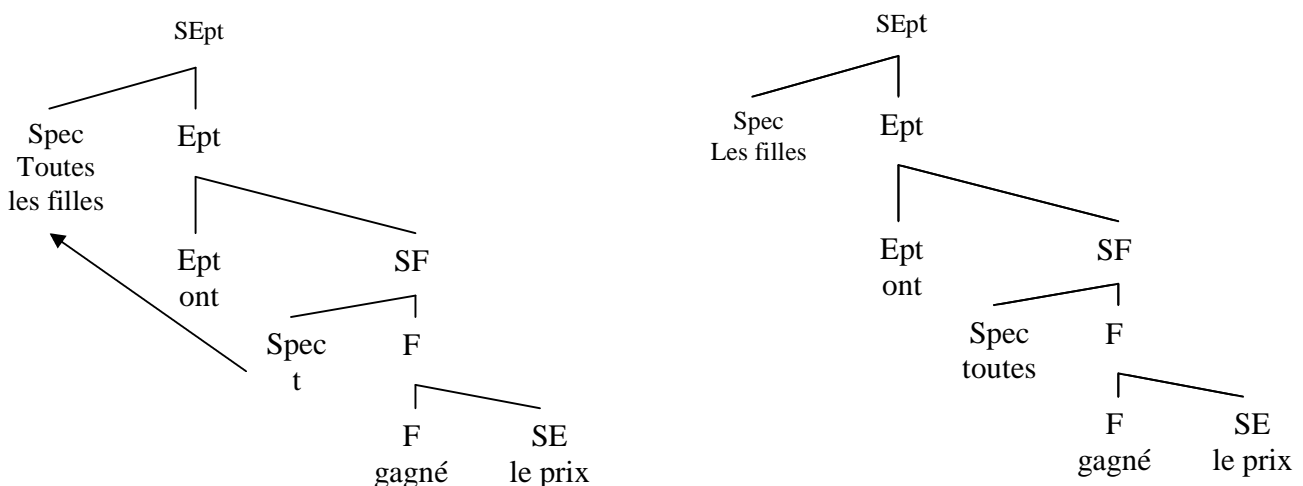 SEpt
Spec
Toutes
les filles
Ept
Ept
ont
SF
Spec
t
F
F
gagné
SE
le prix
SEpt
Spec
Les filles
Ept
Ept
ont
SF
Spec
toutes
F
F
gagné
SE
le prix